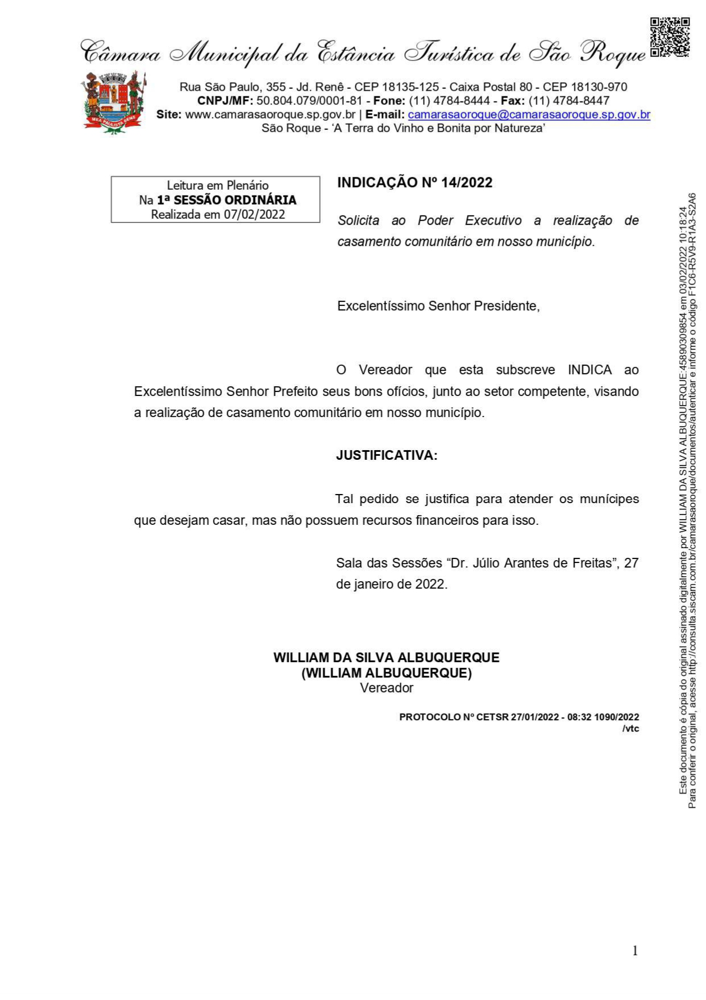 Câmara Municipal da Estância Turística de São Roque
Rua São Paulo, 355 - Jd. Renê - CEP 18135-125 - Caixa Postal 80 - CEP 18130-970
CNPJ/MF: 50.804.079/0001-81 - Fone: (11) 4784-8444 - Fax: (11) 4784-8447
Site: www.camarasaoroque.sp.gov.br | E-mail: camarasaoroque@camarasaoroque.sp.gov.br
São Roque - ‘A Terra do Vinho e Bonita por Natureza’
MEA PAULISTA GENS
Leitura em Plenário
Na 1ª SESSÃO ORDINÁRIA
Realizada em 07/02/2022
INDICAÇÃO Nº 14/2022
Solicita ao Poder Executivo a realização de
casamento comunitário em nosso município.
Excelentíssimo Senhor Presidente,
O Vereador que esta subscreve INDICA ao
Excelentíssimo Senhor Prefeito seus bons ofícios, junto ao setor competente, visando
a realização de casamento comunitário em nosso município.
JUSTIFICATIVA:
Tal pedido se justifica para atender os munícipes
que desejam casar, mas não possuem recursos financeiros para isso.
Sala das Sessões “Dr. Júlio Arantes de Freitas”, 27
de janeiro de 2022.
WILLIAM DA SILVA ALBUQUERQUE
(WILLIAM ALBUQUERQUE)
Vereador
PROTOCOLO Nº CETSR 27/01/2022 - 08:32 1090/2022
/vtc
Este documento é cópia do original assinado digitalmente por WILLIAM DA SILVA ALBUQUERQUE:45890309854 em 03/02/2022 10:18:24
Para conferir o original, acesse http://consulta.siscam.com.br/camarasaoroque/documentos/autenticar e informe o código F1C6-R5V9-R1A3-S2A6
1